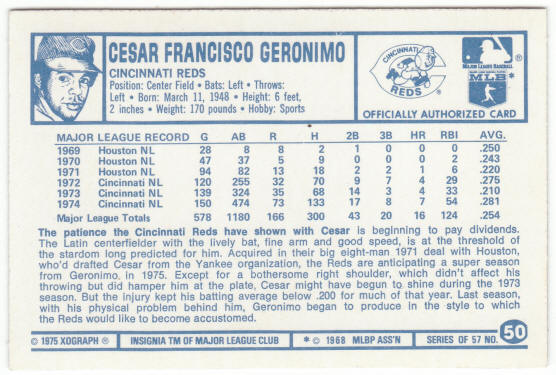 CESAR FRANCISCO GERONIMO
CINCINNATI REDS
Position: Center Field • Bats: Left • Throws:
Left • Born: March 11, 1948 • Height: 6 feet,
2 inches • Weight: 170 pounds • Hobby: Sports
CINCINNATI
REDS
®
MAJOR LEAGUE BASEBALL
MLB *
OFFICIALLY AUTHORIZED CARD
MAJOR LEAGUE RECORD G AB R H 2B 3B HR RBI AVG.
1969 Houston NL 28 8 8 2 1 0 0 0 .250
1970 Houston NL 47 37 5 9 0 0 0 2 .243
1971 Houston NL 94 82 13 18 2 2 1 6 .220
1972 Cincinnati NL 120 255 32 70 9 7 4 29 .275
1973 Cincinnati NL 139 324 35 68 14 3 4 33 .210
1974 Cincinnati NL 150 474 73 133 17 8 7 54 .281
Major League Totals 578 1180 166 300 43 20 16 124 .254
The patience the Cincinnati Reds have shown with Cesar is beginning to pay dividends.
The Latin centerfielder with the lively bat, fine arm and good speed, is at the threshold of
the stardom long predicted for him. Acquired in their big eight-man 1971 deal with Houston,
who'd drafted Cesar from the Yankee organization, the Reds are anticipating a super season
from Geronimo in 1975. Except for a bothersome right shoulder, which didn't affect his
throwing but did hamper him at the plate, Cesar might have begun to shine during the 1973
season. But the injury kept his batting average below .200 for much of that year. Last season,
with his physical problem behind him, Geronimo began to produce in the style to which
the Reds would like to become accustomed.
© 1975 XOGRAPH ® INSIGNIA TM OF MAJOR LEAGUE CLUB * © 1968 MLBP ASS'N SERIES OF 57 NO. 50